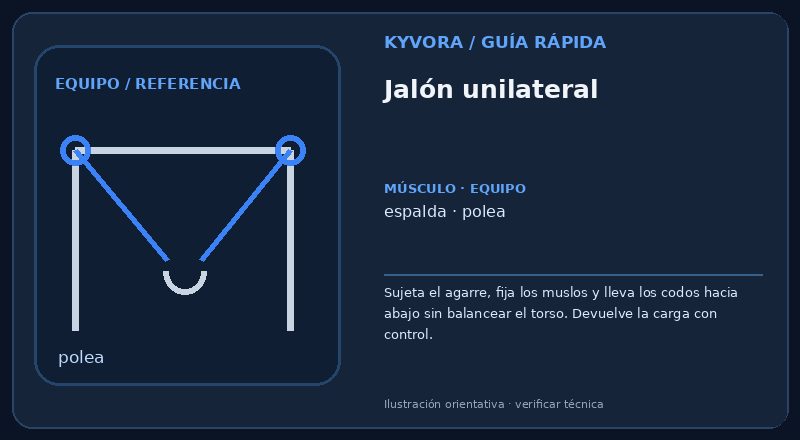 EQUIPO / REFERENCIA
polea
KYVORA / GUÍA RÁPIDA
Jalón unilateral
MÚSCULO · EQUIPO
espalda · polea
Sujeta el agarre, fija los muslos y lleva los codos hacia
abajo sin balancear el torso. Devuelve la carga con
control.
Ilustración orientativa · verificar técnica